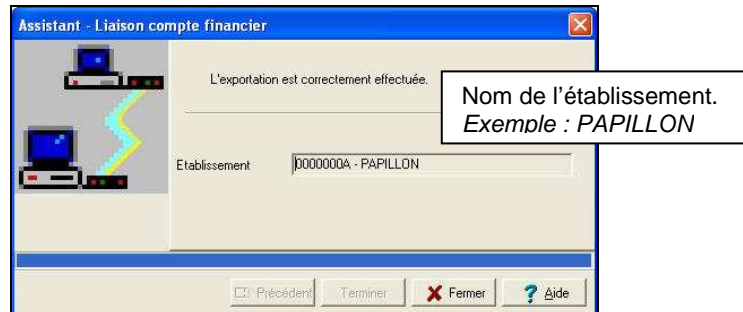 Assistant - Liaison compte financier
L'exportation est correctement effectuée.
Nom de l'établissement.
Exemple : PAPILLON
Etablissement
0000000A - PAPILLON
Précédent
Terminer
Fermer
? Aide